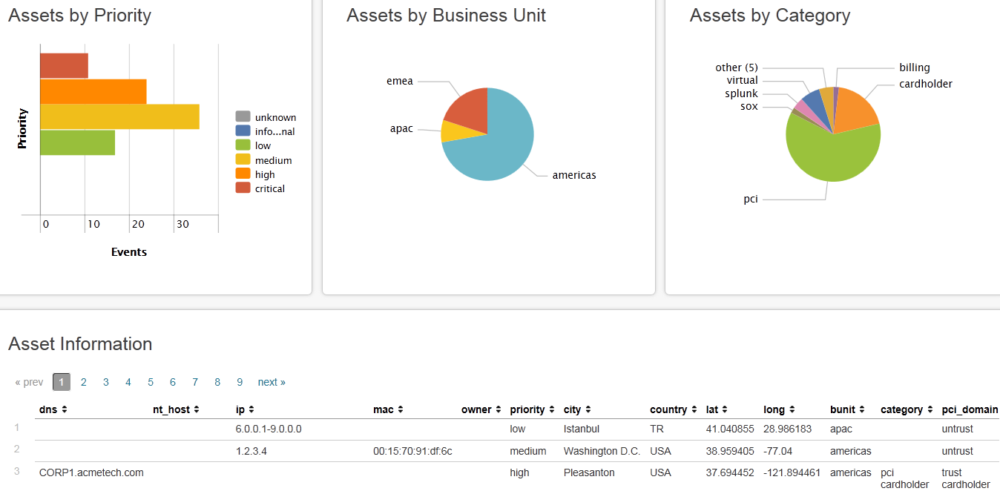 Assets by Priority
Priority
0 10 20 30
Events
unknown
info...nal
low
medium
high
critical
Assets by Business Unit
emea
apac
americas
Assets by Category
other (5)
virtual
splunk
sox
pci
billing
cardholder
Asset Information
« prev 1 2 3 4 5 6 7 8 9 next »
dns nt_host ip mac owner priority city country lat long bunit category pci_domain
1 6.0.0.1-9.0.0.0 low Istanbul TR 41.040855 28.986183 apac untrust
2 1.2.3.4 00:15:70:91:df:6c medium Washington D.C. USA 38.959405 -77.04 americas untrust
3 CORP1.acmetech.com high Pleasanton USA 37.694452 -121.894461 americas pci trust
cardholder cardholder